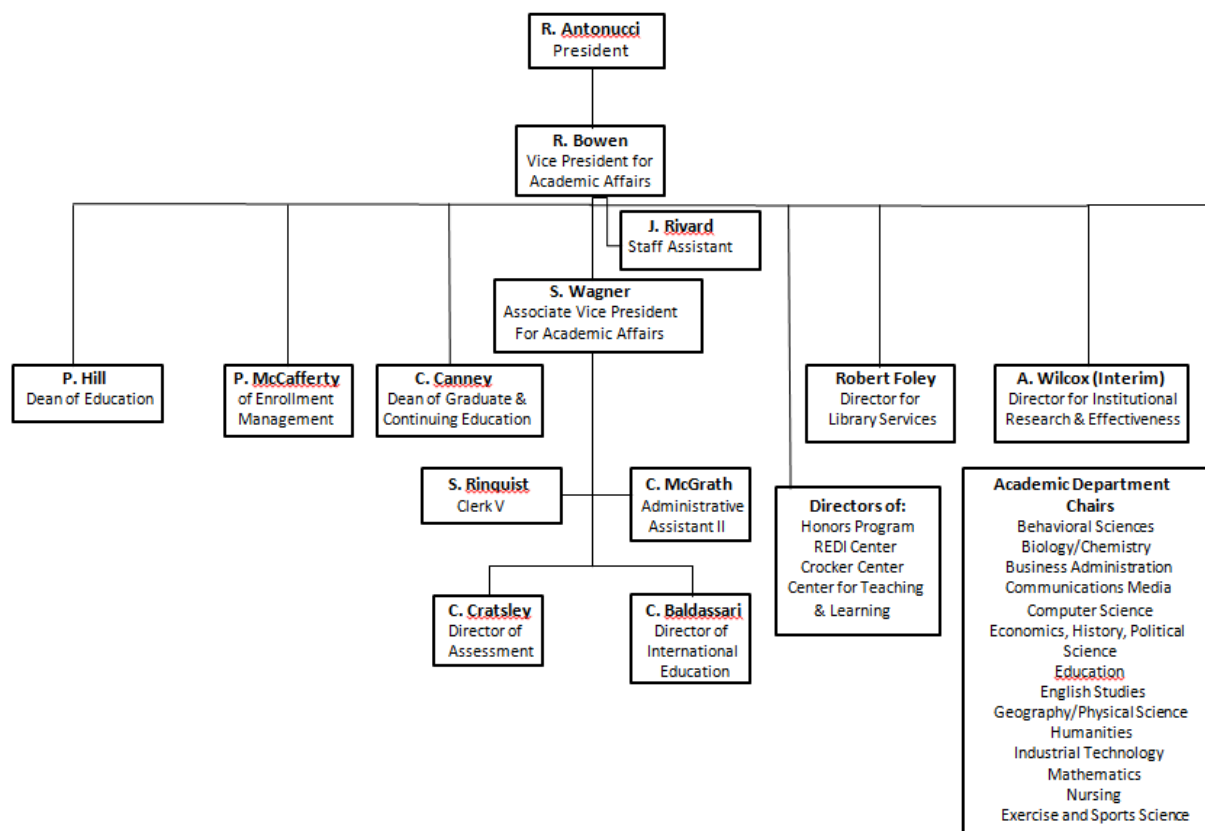 R. Antonucci
President
R. Bowen
Vice President for
Academic Affairs
J. Rivard
Staff Assistant
S. Wagner
Associate Vice President
For Academic Affairs
P. Hill
Dean of Education
P. McCafferty
of Enrollment
Management
C. Canney
Dean of Graduate &
Continuing Education
Robert Foley
Director for
Library Services
A. Wilcox (Interim)
Director for Institutional
Research & Effectiveness
S. Rinquist
Clerk V
C. McGrath
Administrative
Assistant II
Directors of:
Honors Program
REDI Center
Crocker Center
Center for Teaching
& Learning
Academic Department
Chairs
Behavioral Sciences
Biology/Chemistry
Business Administration
Communications Media
Computer Science
Economics, History, Political
Science
Education
English Studies
Geography/Physical Science
Humanities
Industrial Technology
Mathematics
Nursing
Exercise and Sports Science
C. Cratsley
Director of
Assessment
C. Baldassari
Director of
International
Education